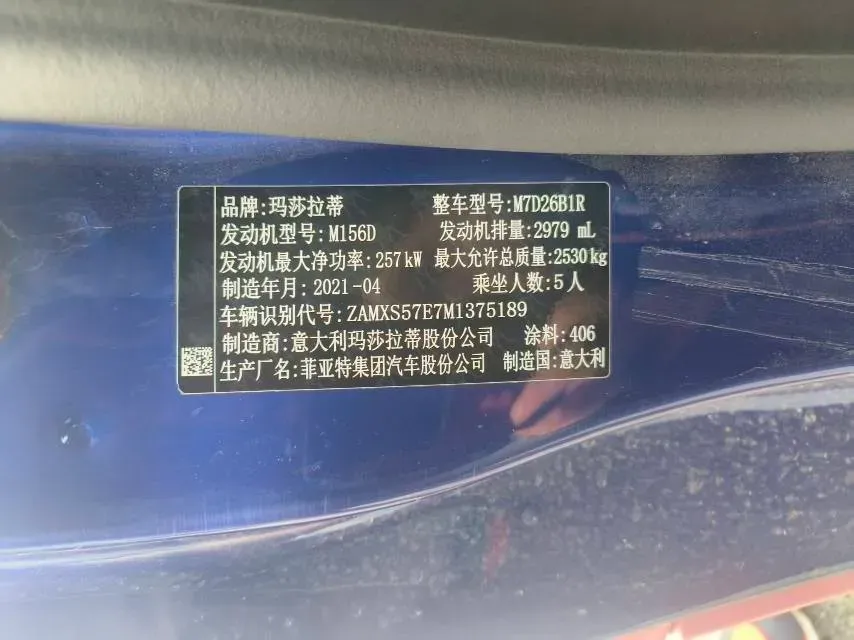 品牌:玛莎拉蒂 整车型号:M7D26B1R
发动机型号:M156D 发动机排量:2979 mL
发动机最大净功率:257kW 最大允许总质量:2530kg
制造年月:2021-04 乘坐人数:5人
车辆识别代号:ZAMXS57E7M1375189
制造商:意大利玛莎拉蒂股份公司 涂料:406
生产厂名:菲亚特集团汽车股份公司 制造国:意大利